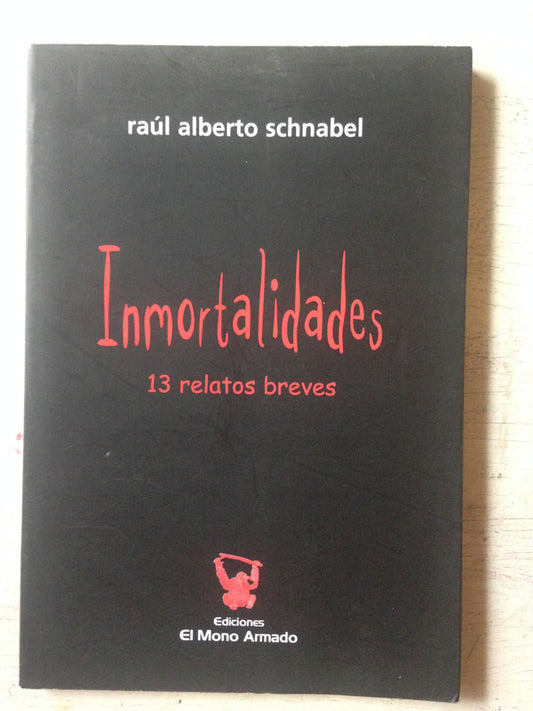 raúl alberto schnabel
Inmortalidades
13 relatos breves
Ediciones
El Mono Armado